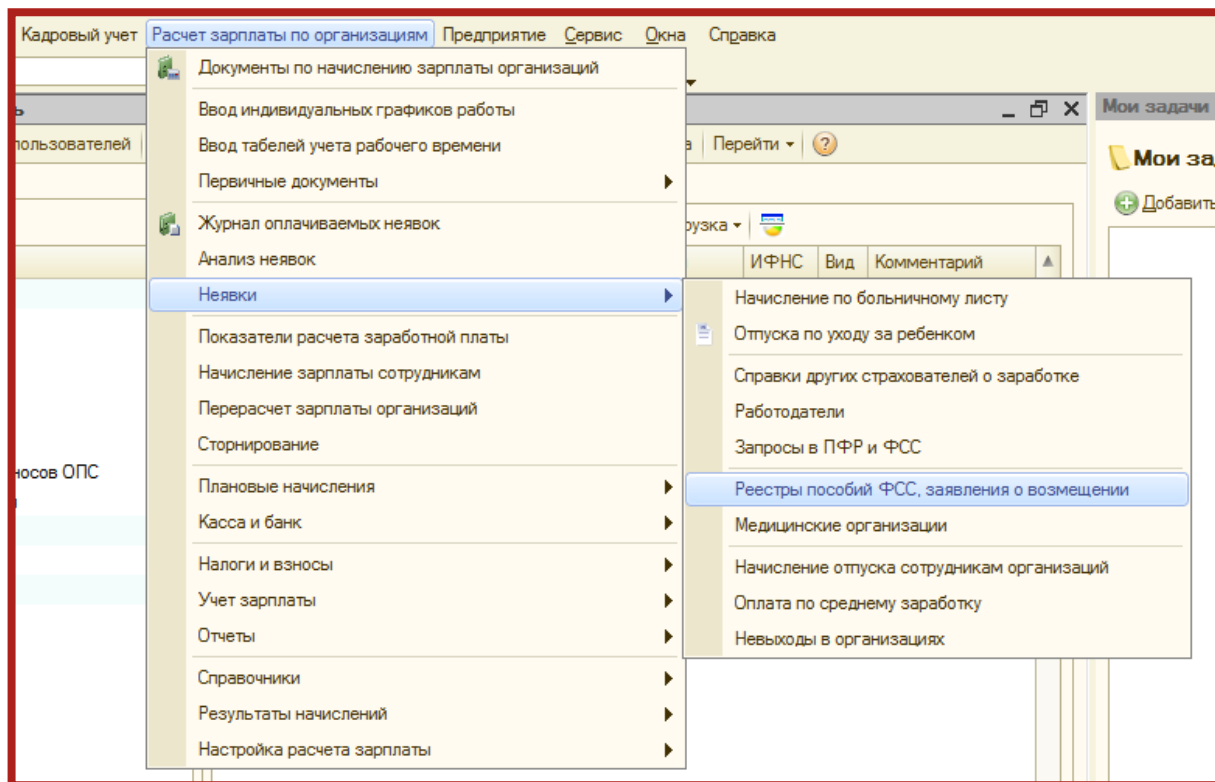 Кадровый учет Расчет зарплаты по организациям Предприятие Сервис Окна Справка
Документы по начислению зарплаты организаций
Ввод индивидуальных графиков работы
Мои задачи
Ввод табелей учета рабочего времени
Перейти
Первичные документы
Добавить
Журнал оплачиваемых неявок
Анализ неявок
ИФНС Вид Комментарий
Неявки
Начисление по больничному листу
Отпуска по уходу за ребенком
Показатели расчета заработной платы
Начисление зарплаты сотрудникам
Справки других страхователей о заработке
Перерасчет зарплаты организаций
Работодатели
Сторнирование
Запросы в ПФР и ФСС
ОПС
Плановые начисления
Реестры пособий ФСС, заявления о возмещении
Касса и банк
Медицинские организации
Налоги и взносы
Начисление отпуска сотрудникам организаций
Учет зарплаты
Оплата по среднему заработку
Отчеты
Невыходы в организациях
Справочники
Результаты начислений
Настройка расчета зарплаты